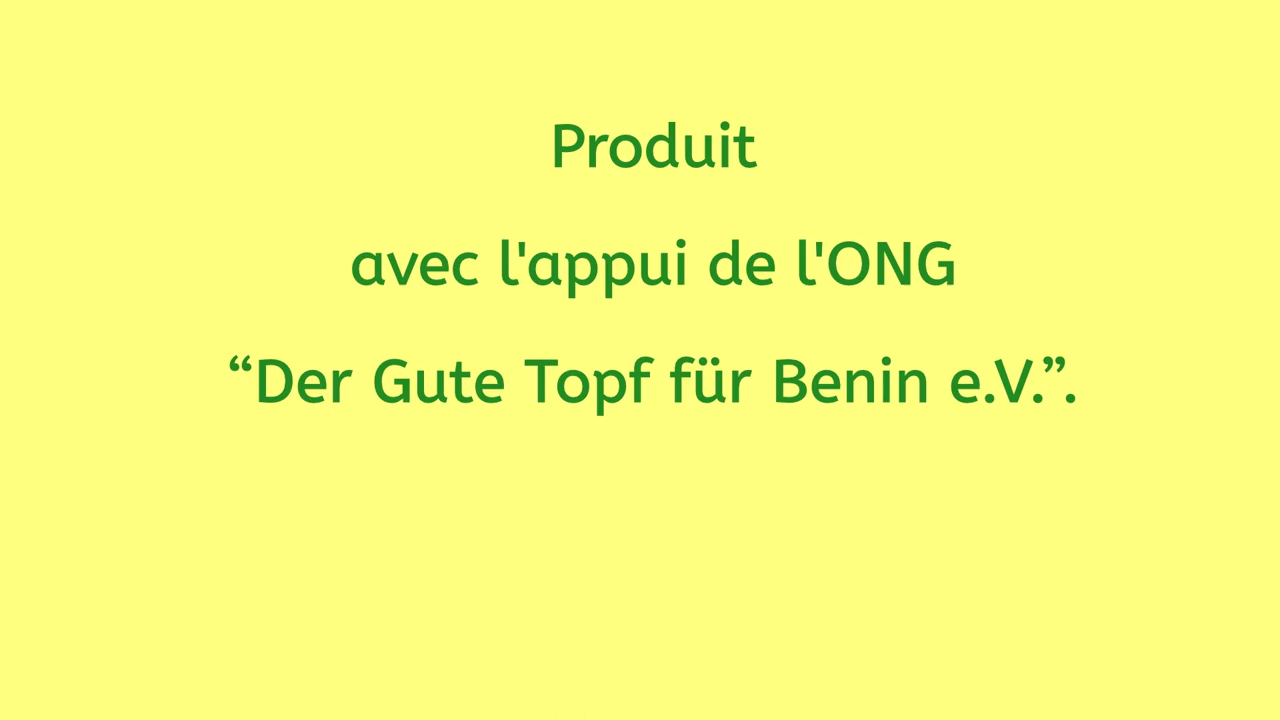 Produit
avec l'appui de l'ONG
“Der Gute Topf für Benin e.V.”.